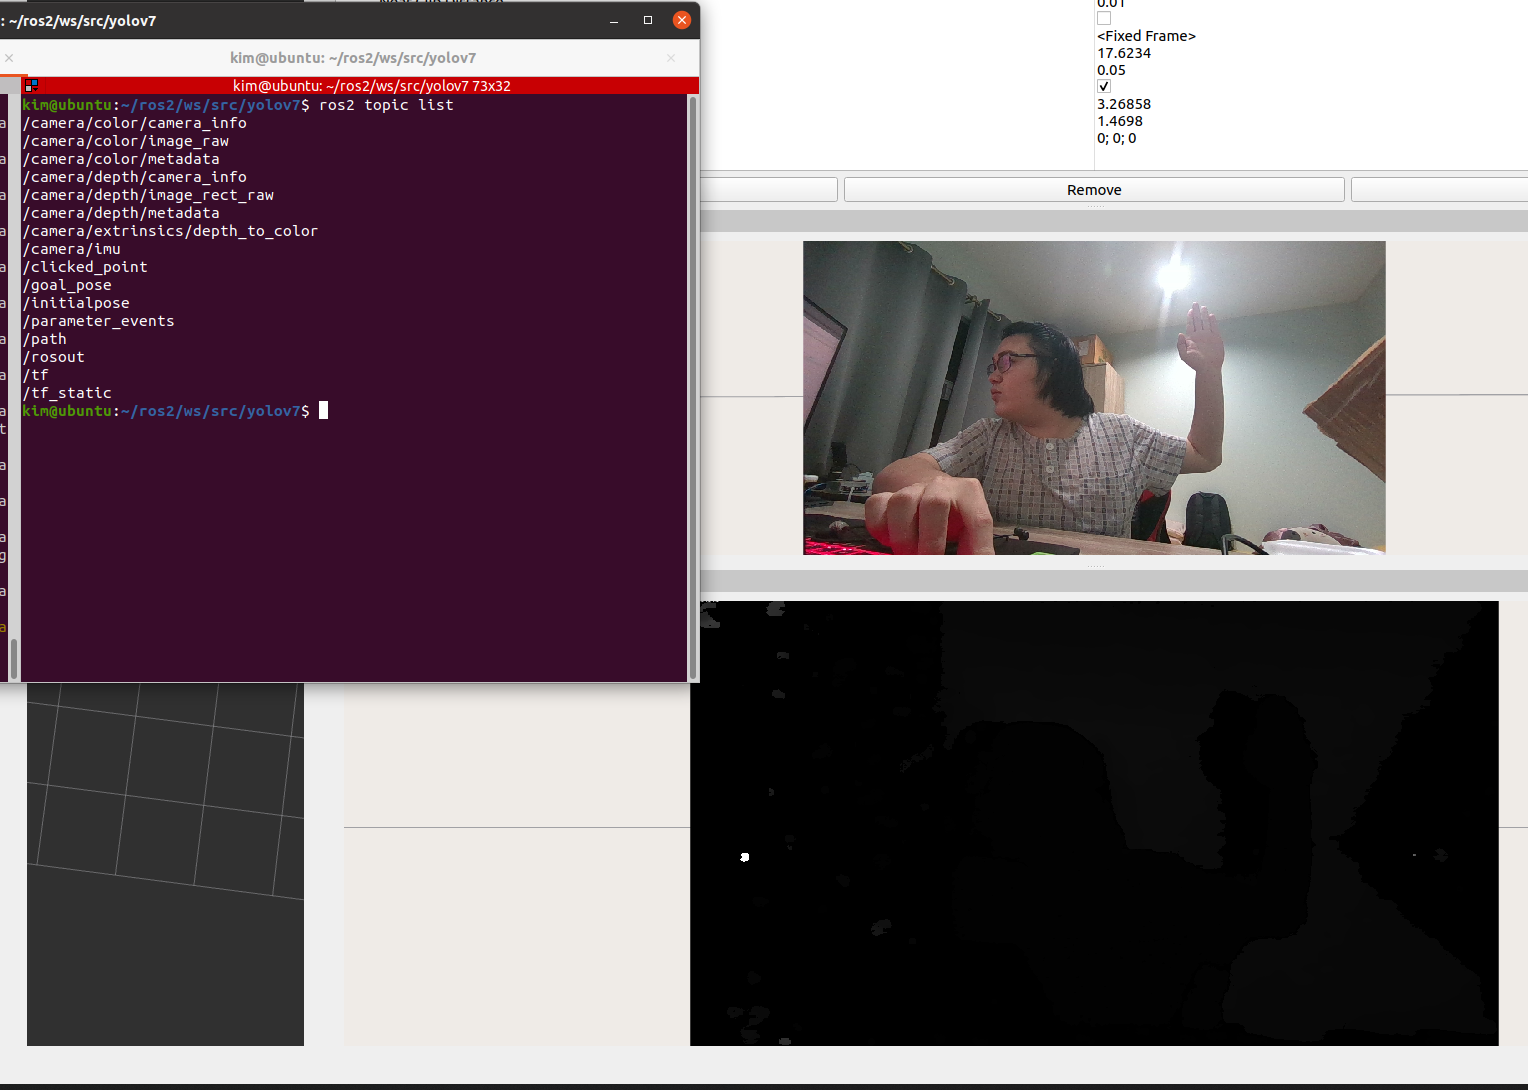 : ~/ros2/ws/src/yolov7
kim@ubuntu: ~/ros2/ws/src/yolov7
kim@ubuntu: ~/ros2/ws/src/yolov7 73x32
kim@ubuntu:~/ros2/ws/src/yolov7$ ros2 topic list
/camera/color/camera_info
/camera/color/image_raw
/camera/color/metadata
/camera/depth/camera_info
/camera/depth/image_rect_raw
/camera/depth/metadata
/camera/extrinsics/depth_to_color
/camera/imu
/clicked_point
/goal_pose
/initialpose
/parameter_events
/path
/rosout
/tf
/tf_static
kim@ubuntu:~/ros2/ws/src/yolov7$
0.01
<Fixed Frame>
17.6234
0.05
3.26858
1.4698
0; 0; 0
Remove